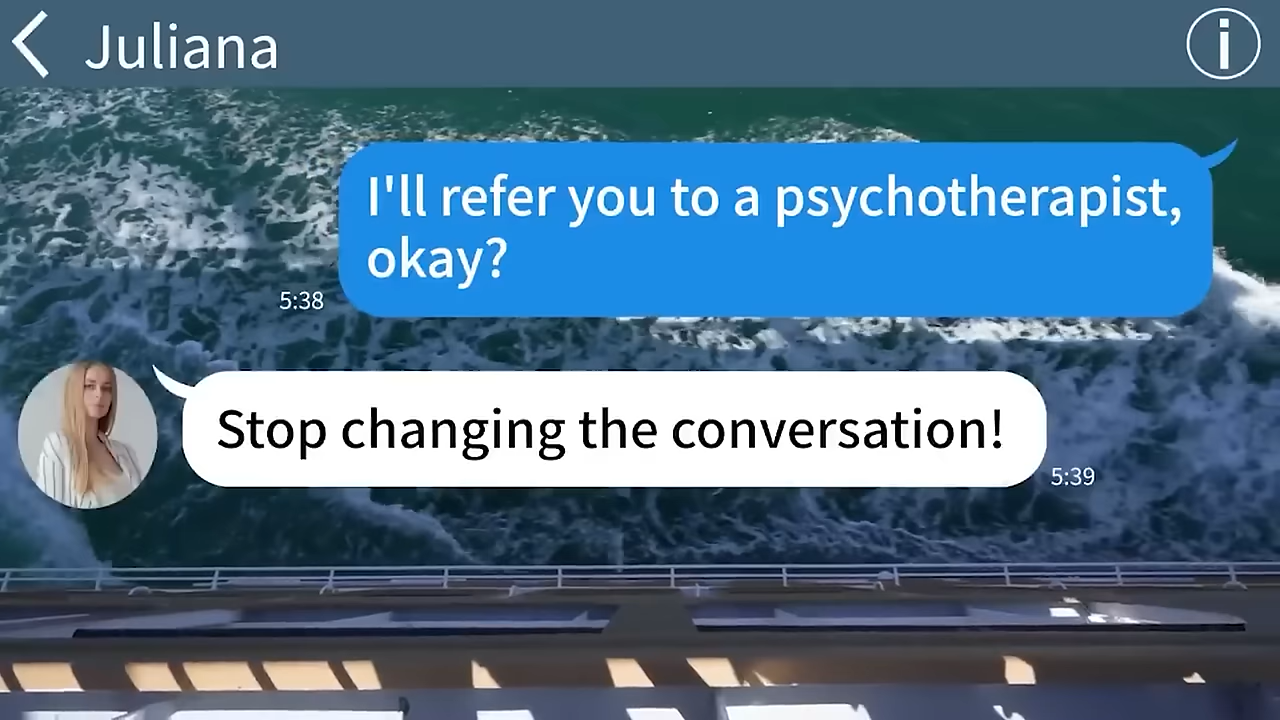 Juliana
I'll refer you to a psychotherapist,
okay?
5:38
Stop changing the conversation!
5:39